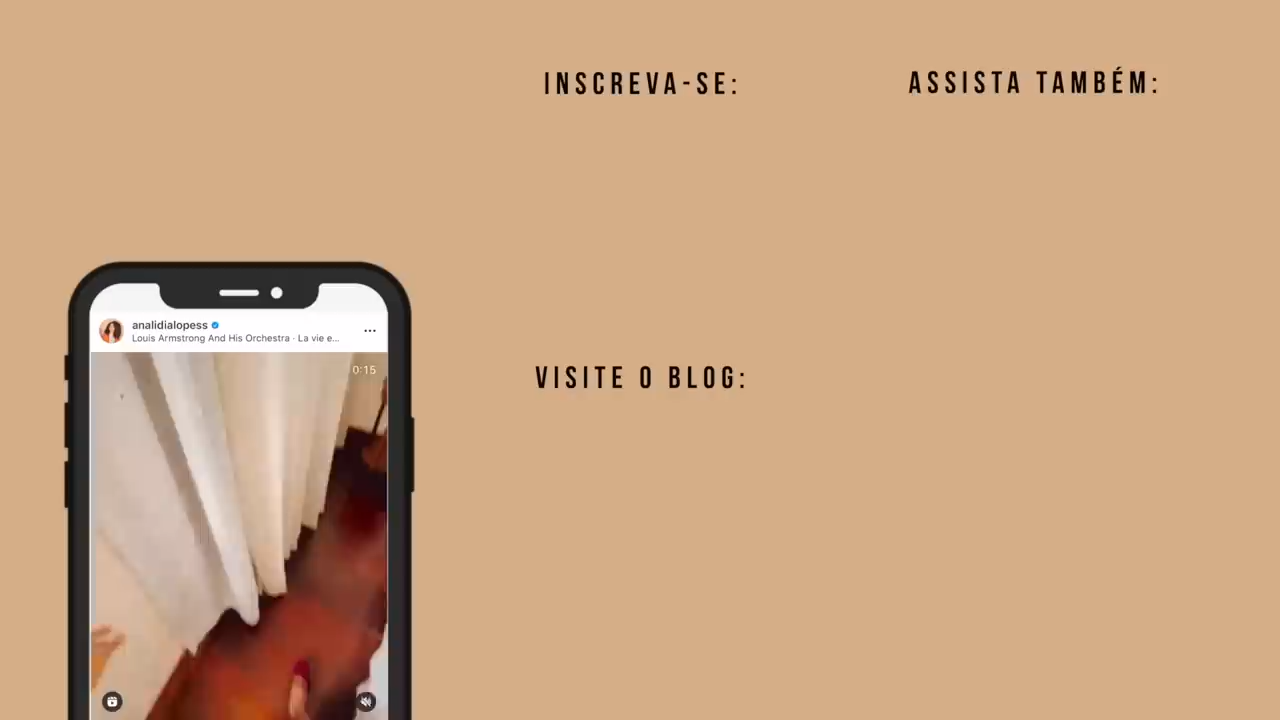 INSCREVA-SE:
ASSISTA TAMBÉM:
analidialopess
Louis Armstrong And His Orchestra · La vie e...
0:15
VISITE O BLOG: